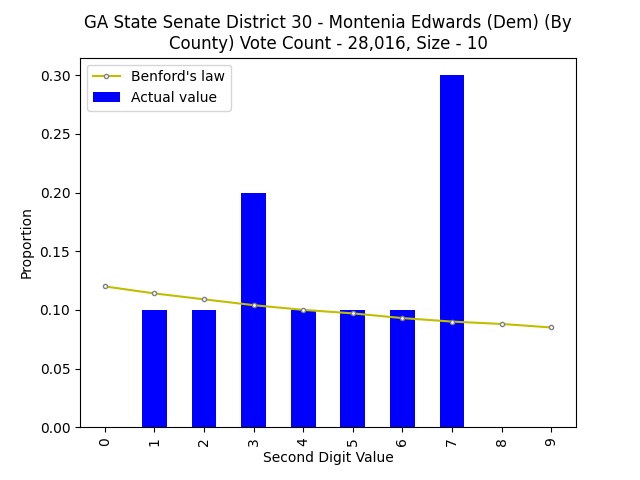 GA State Senate District 30 - Montenia Edwards (Dem) (By
County) Vote Count - 28,016, Size - 10
Benford's law
Actual value
0.30
0.25
0.20
0.15
0.10
0.05
0.00
Proportion
0 1 2 3 4 5 6 7 8 9
Second Digit Value